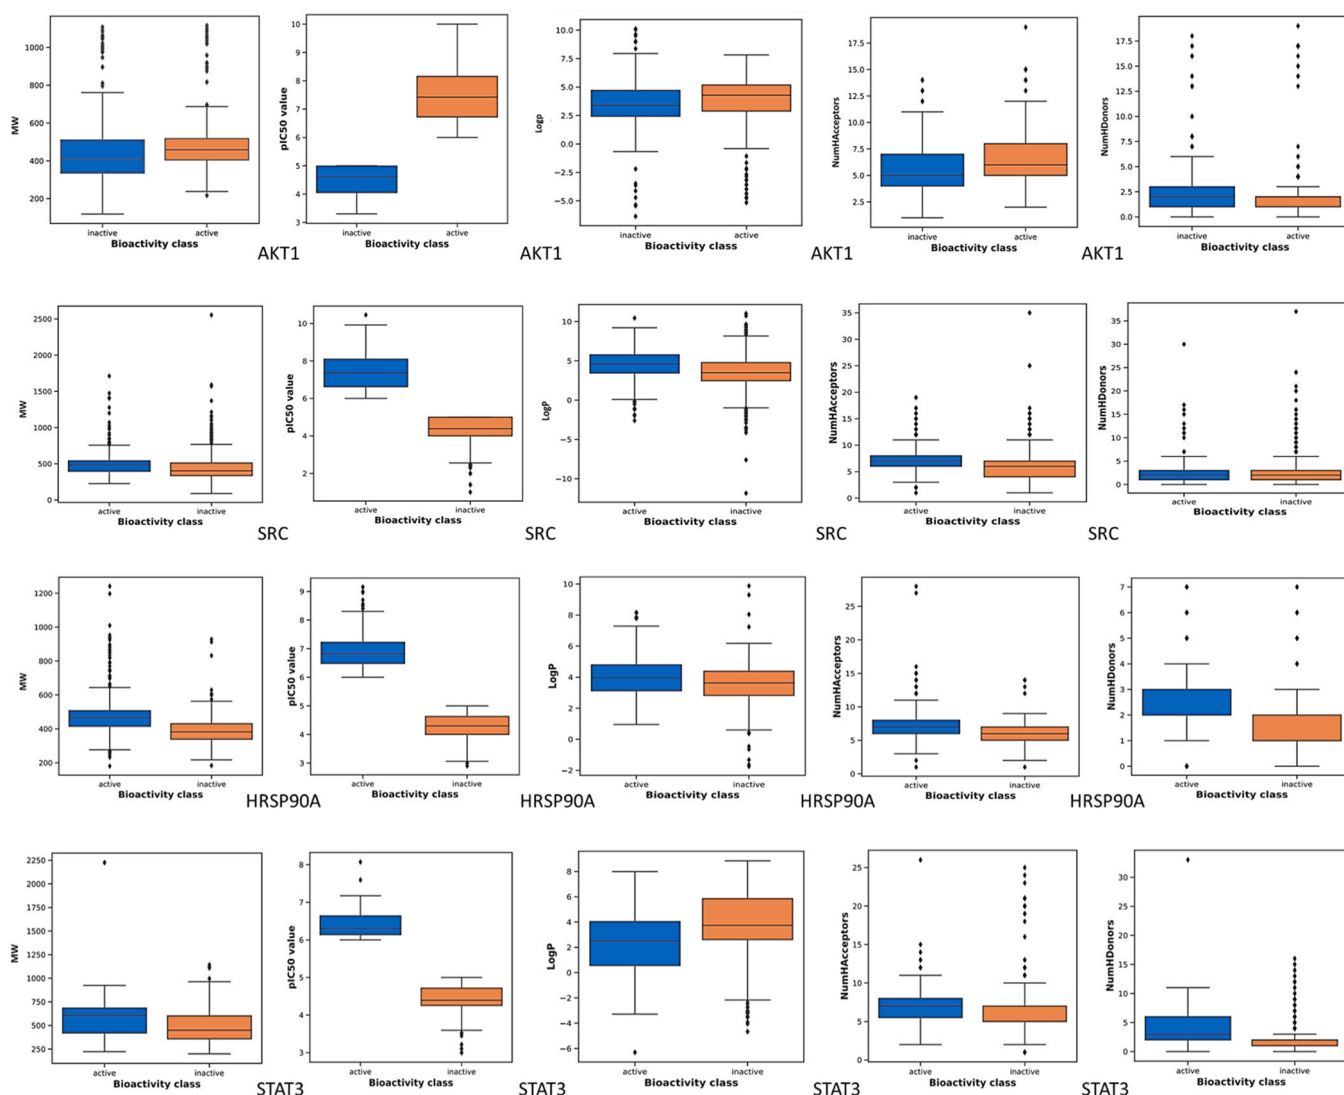 MW
1000
800
600
400
200
inactive
active
Bioactivity class
AKT1
pIC50 value
10
9
8
7
6
5
4
3
inactive
active
Bioactivity class
AKT1
Logp
10.0
7.5
5.0
2.5
0.0
−2.5
−5.0
inactive
active
Bioactivity class
AKT1
NumHAcceptors
17.5
15.0
12.5
10.0
7.5
5.0
2.5
inactive
active
Bioactivity class
AKT1
NumHDonors
17.5
15.0
12.5
10.0
7.5
5.0
2.5
0.0
inactive
active
Bioactivity class
MW
2500
2000
1500
1000
500
0
active
inactive
Bioactivity class
SRC
pIC50 value
10
8
6
4
2
active
inactive
Bioactivity class
SRC
LogP
10
5
0
−5
−10
active
inactive
Bioactivity class
SRC
NumHAcceptors
35
30
25
20
15
10
5
0
active
inactive
Bioactivity class
SRC
NumHDonors
35
30
25
20
15
10
5
0
active
inactive
Bioactivity class
MW
1200
1000
800
600
400
200
active
inactive
Bioactivity class
HRSP90A
pIC50 value
9
8
7
6
5
4
3
active
inactive
Bioactivity class
HRSP90A
LogP
10
8
6
4
2
0
−2
active
inactive
Bioactivity class
HRSP90A
NumHAcceptors
25
20
15
10
5
0
active
inactive
Bioactivity class
HRSP90A
NumHDonors
7
6
5
4
3
2
1
0
active
inactive
Bioactivity class
MW
2250
2000
1750
1500
1250
1000
750
500
250
active
inactive
Bioactivity class
STAT3
pIC50 value
8
7
6
5
4
3
active
inactive
Bioactivity class
STAT3
LogP
8
6
4
2
0
−2
−4
−6
active
inactive
Bioactivity class
STAT3
NumHAcceptors
25
20
15
10
5
0
active
inactive
Bioactivity class
STAT3
NumHDonors
30
25
20
15
10
5
0
active
inactive
Bioactivity class